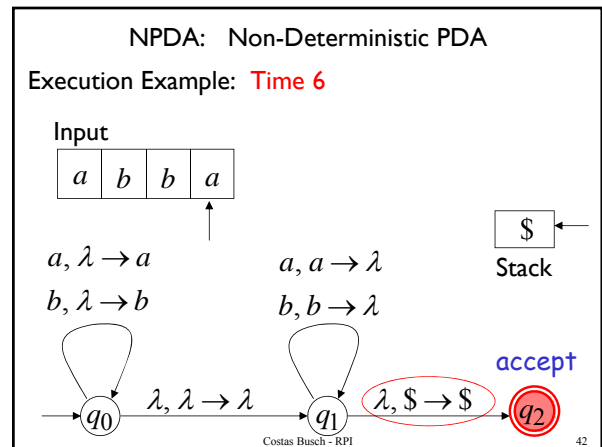 NPDA: Non-Deterministic PDA
Execution Example: Time 6
Input
a b b a
$
Stack
a, λ → a
a, a → λ
b, λ → b
b, b → λ
accept
λ, λ → λ
λ, $ → $
q0
q1
q2
Costas Busch - RPI
42